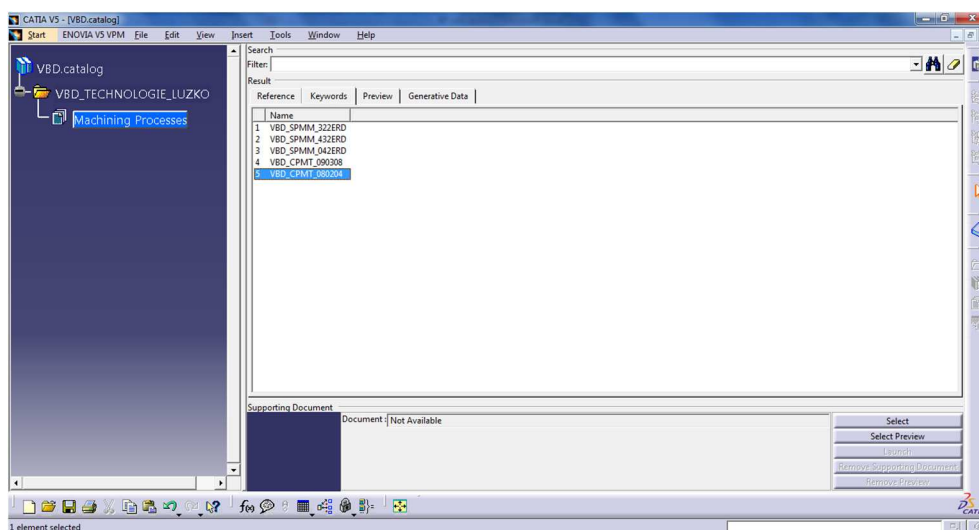 CATIA V5 - [VBD.catalog]
Start ENOVIA V5 VPM File Edit View Insert Tools Window Help
VBD.catalog
VBD_TECHNOLOGIE_LUZKO
Machining Processes
Search
Filter:
Result
Reference Keywords Preview Generative Data
Name
1 VBD_SPMM_322ERD
2 VBD_SPMM_432ERD
3 VBD_SPMM_042ERD
4 VBD_CPMT_090308
5 VBD_CPMT_080204
Supporting Document
Document : Not Available
Select
Select Preview
Launch
Remove Supporting Document
Remove Preview
1 element selected